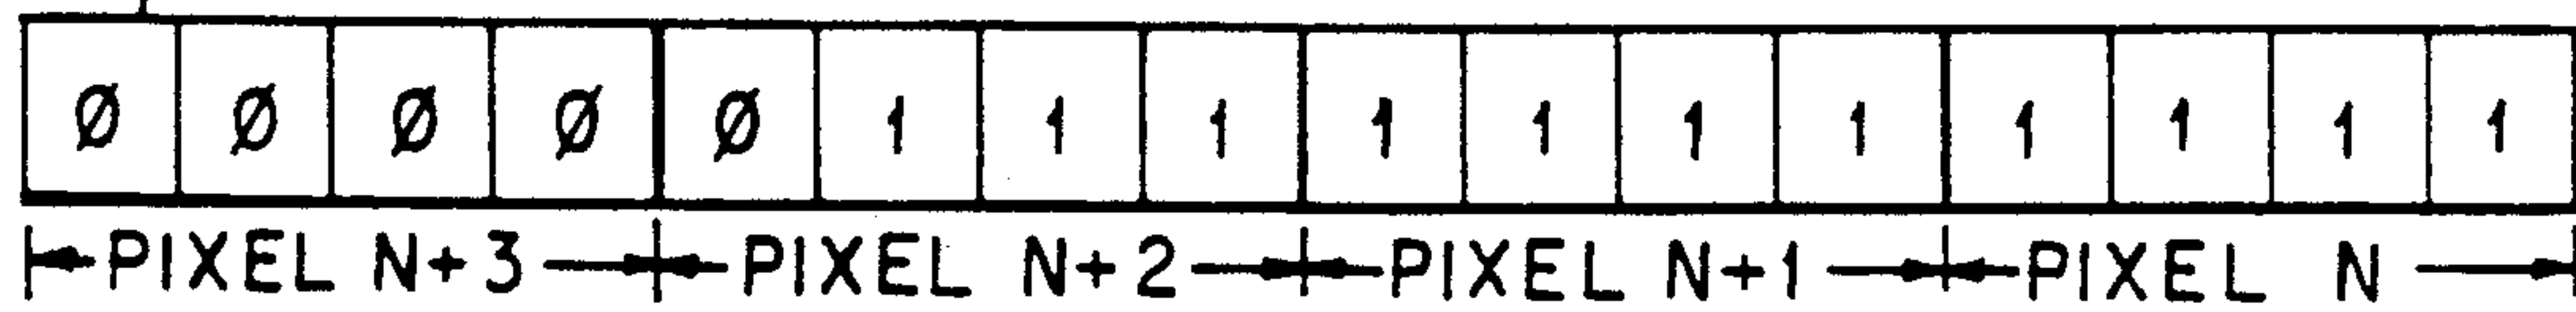 Ø Ø Ø Ø Ø 1 1 1 1 1 1 1 1 1 1 1
PIXEL N+3 PIXEL N+2 PIXEL N+1 PIXEL N